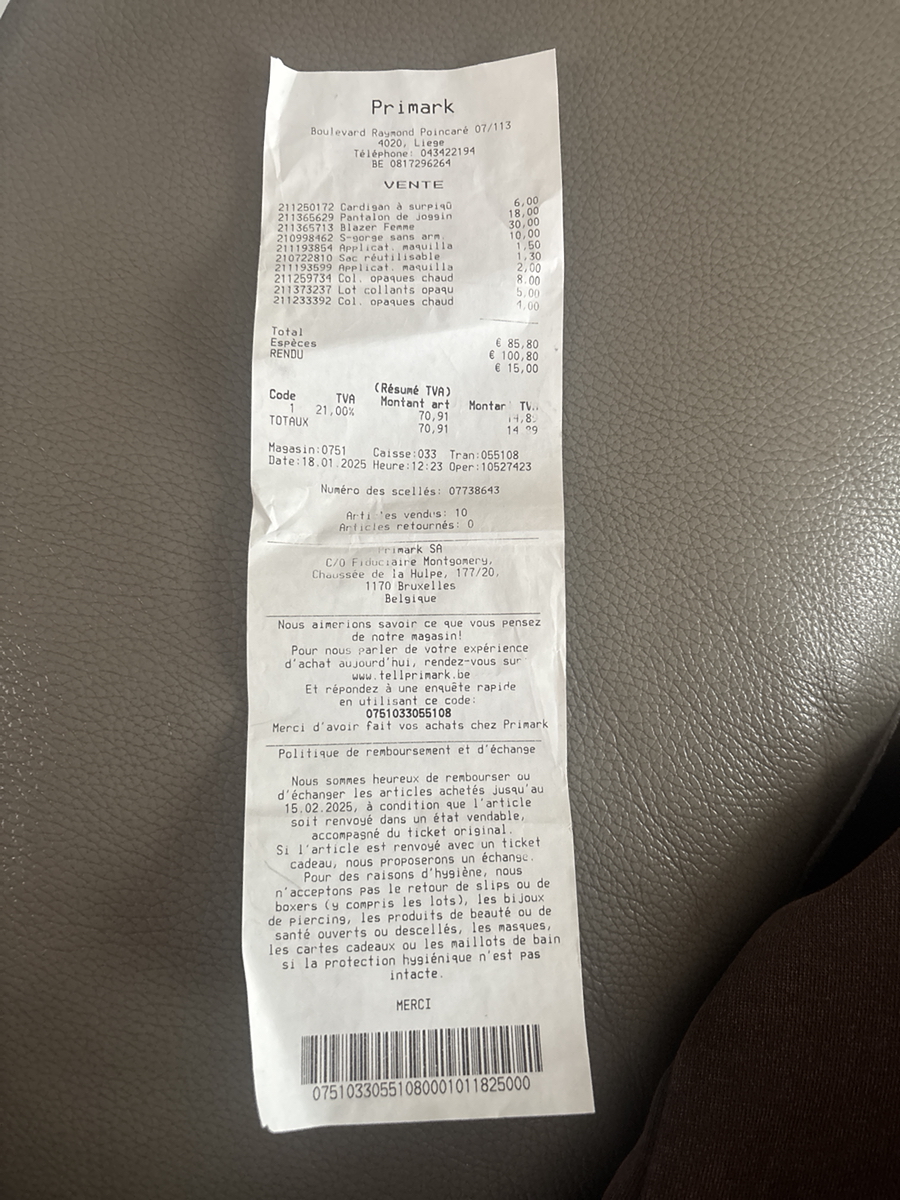 Primark
Boulevard Raymond Poincaré 07/113
4020, Liege
Téléphone: 043422194
BE 0817296264
VENTE
211250172 Cardigan à surpiqû 6,00
211365629 Pantalon de joggin 18,00
211365713 Blazer Femme 30,00
210998462 S-gorge sans arm. 10,00
211193854 Applicat. maquilla 1,50
210722810 Sac réutilisable 1,30
211193599 Applicat. maquilla 2,00
211259734 Col. opaques chaud 8,00
211373237 Lot collants opaqu 5,00
211233392 Col. opaques chaud 4,00
Total € 85,80
Espèces € 100,80
RENDU € 15,00
(Résumé TVA)
Code TVA Montant art
1 21,00% 70,91
TOTAUX 70,91
Magasin:0751 Caisse:033 Tran:055108
Date:18.01.2025 Heure:12:23 Oper:10527423
Numéro des scellés: 07738643
vendus: 10
Articles retournés: 0
Primark SA
C/O Fiduciaire Montgomery,
Chaussée de la Hulpe, 177/20,
1170 Bruxelles
Belgique
Nous aimerions savoir ce que vous pensez
de notre magasin!
Pour nous parler de votre expérience
d'achat aujourd'hui, rendez-vous sur
www.tellprimark.be
Et répondez à une enquête rapide
en utilisant ce code:
0751033055108
Merci d'avoir fait vos achats chez Primark
Politique de remboursement et d'échange
Nous sommes heureux de rembourser ou
d'échanger les articles achetés jusqu'au
15.02.2025, à condition que l'article
soit renvoyé dans un état vendable,
accompagné du ticket original.
Si l'article est renvoyé avec un ticket
cadeau, nous proposerons un échange.
Pour des raisons d'hygiène, nous
n'acceptons pas le retour de slips ou de
boxers (y compris les lots), les bijoux
de piercing, les produits de beauté ou de
santé ouverts ou descellés, les masques,
les cartes cadeaux ou les maillots de bain
si la protection hygiénique n'est pas
intacte.
MERCI
07510330551080001011825000